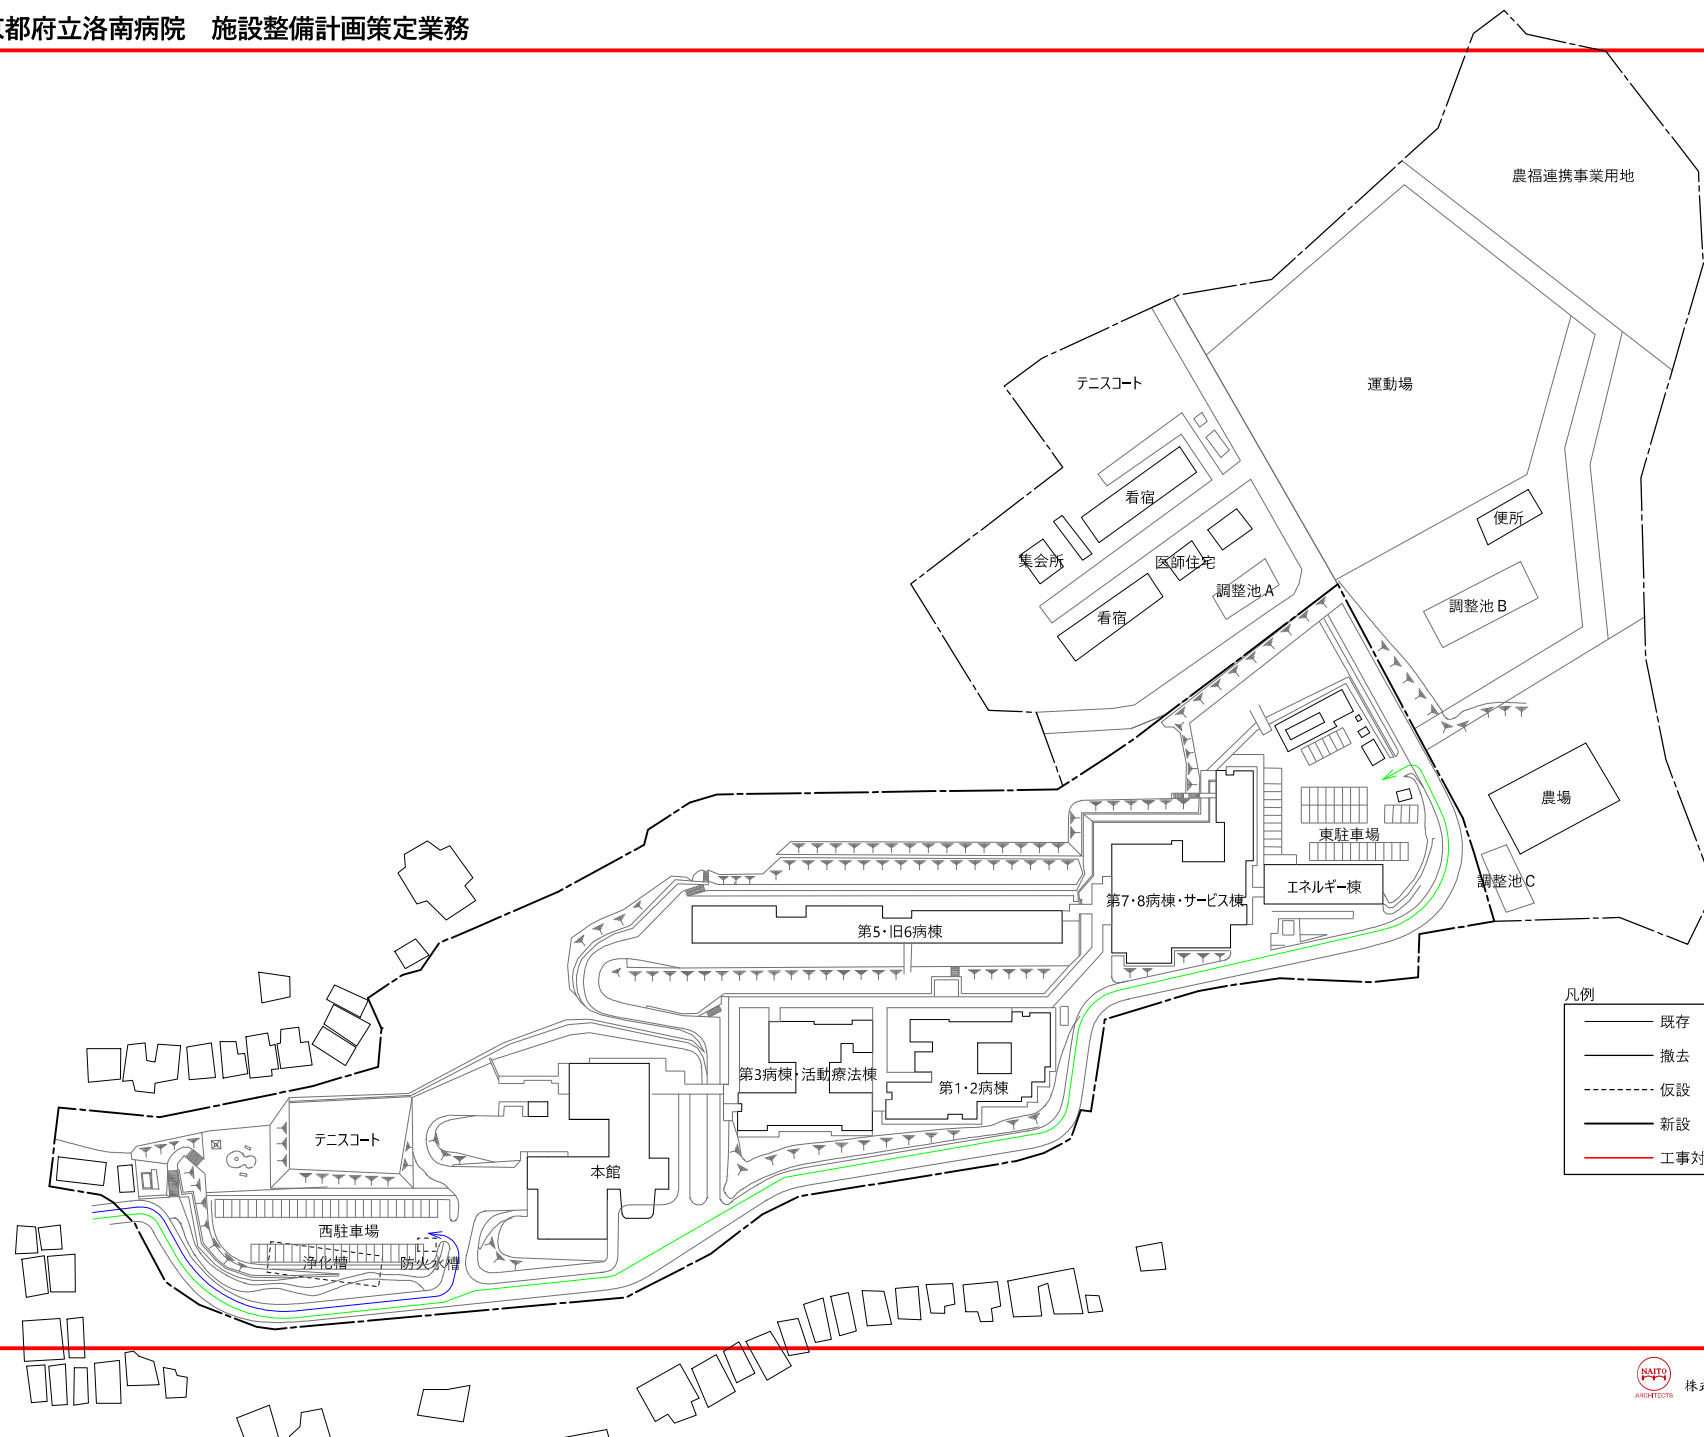 都府立洛南病院　施設整備計画策定業務
農福連携事業用地
テニスコート
運動場
看宿
便所
集会所
医師住宅
調整池A
調整池B
看宿
農場
東駐車場
調整池C
エネルギー棟
第7・8病棟・サービス棟
第5・旧6病棟
凡例
既存
撤去
仮設
新設
工事対
第3病棟・活動療法棟
第1・2病棟
テニスコート
本館
西駐車場
浄化槽
防火水槽
NAITO
ARCHITECTS
株